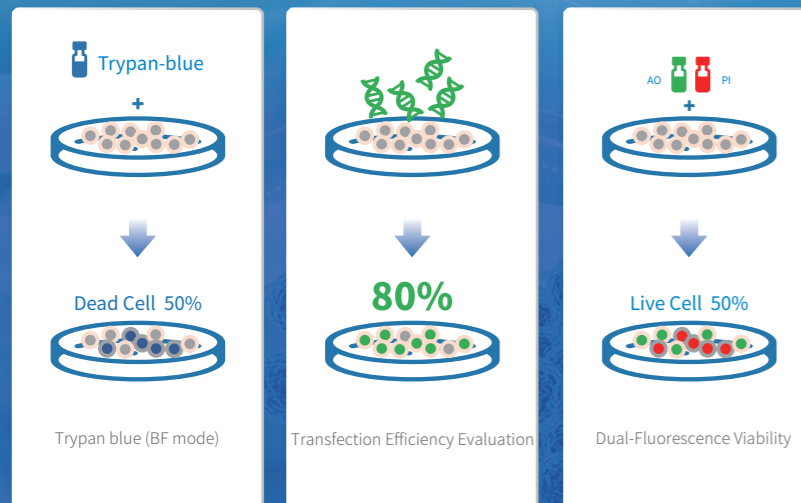 Trypan-blue
+
Dead Cell 50%
Trypan blue (BF mode)
80%
Transfection Efficiency Evaluation
AO PI
+
Live Cell 50%
Dual-Fluorescence Viability